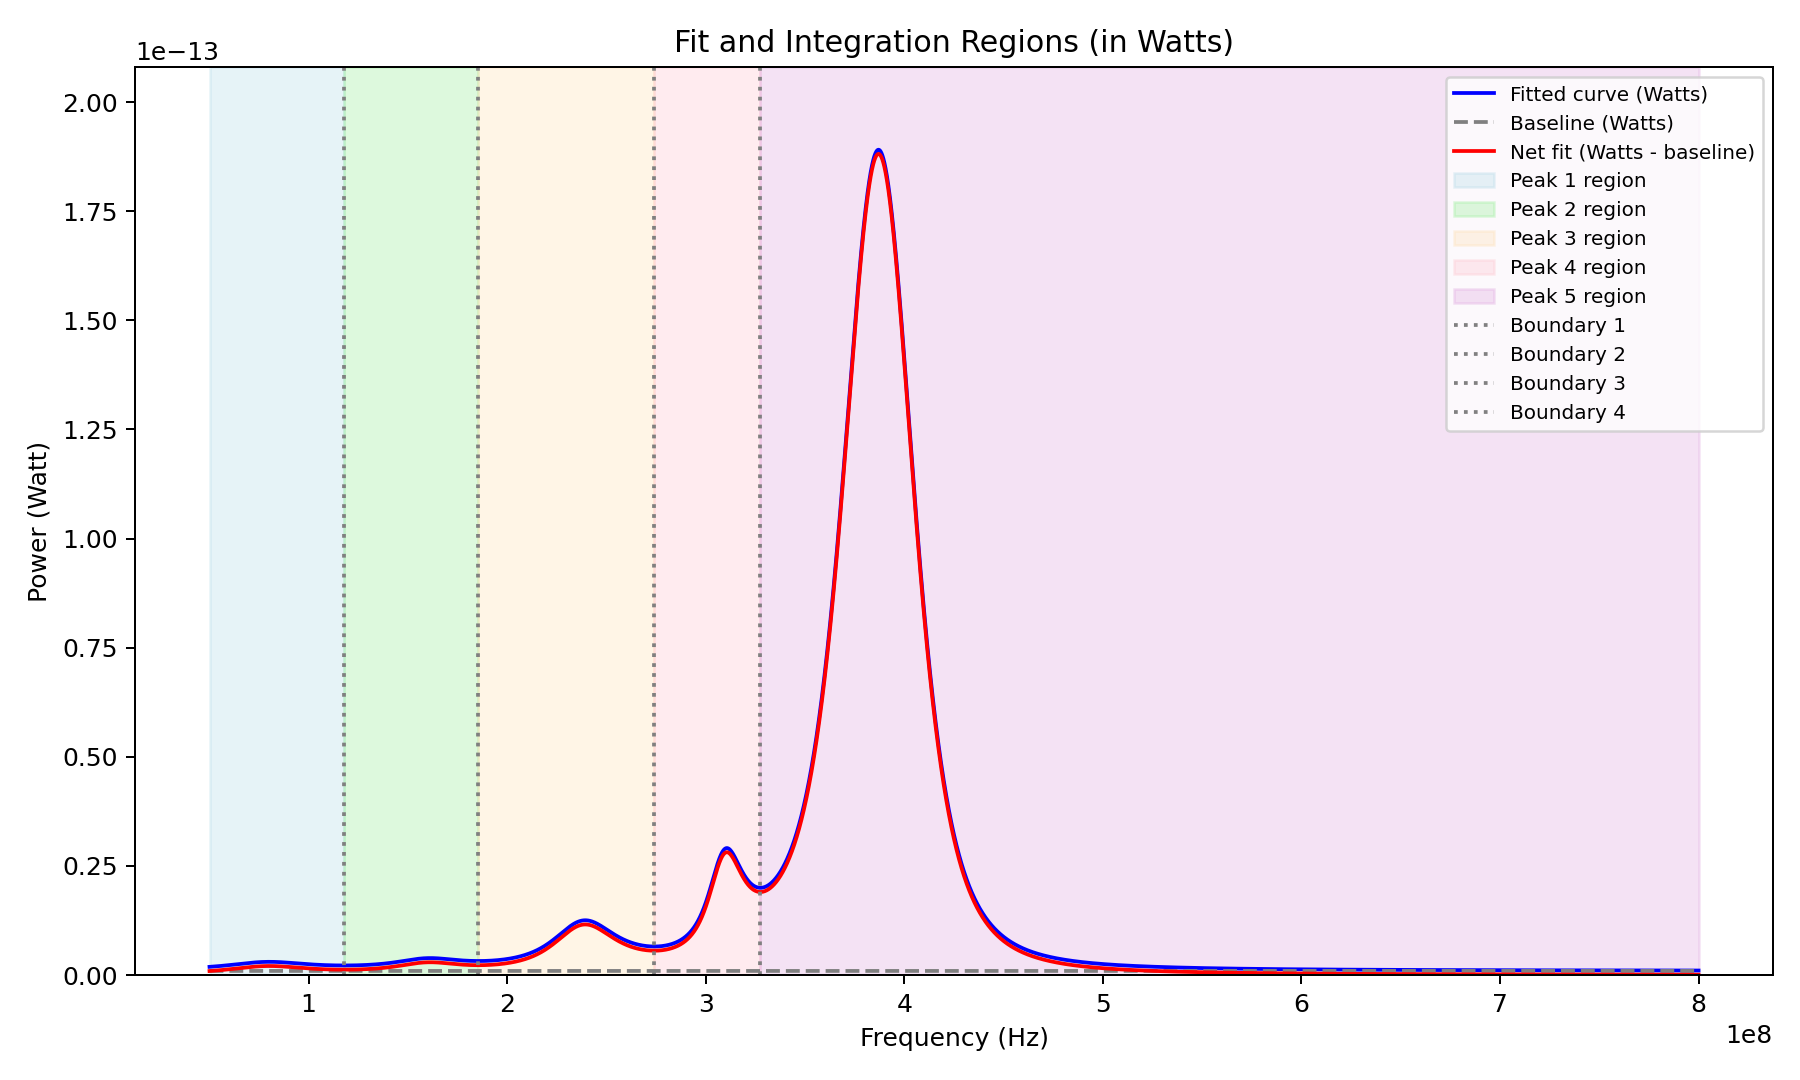 Fit and Integration Regions (in Watts)
1e−13
2.00
1.75
1.50
1.25
1.00
0.75
0.50
0.25
0.00
Power (Watt)
Fitted curve (Watts)
Baseline (Watts)
Net fit (Watts - baseline)
Peak 1 region
Peak 2 region
Peak 3 region
Peak 4 region
Peak 5 region
Boundary 1
Boundary 2
Boundary 3
Boundary 4
1 2 3 4 5 6 7 8
Frequency (Hz)
1e8